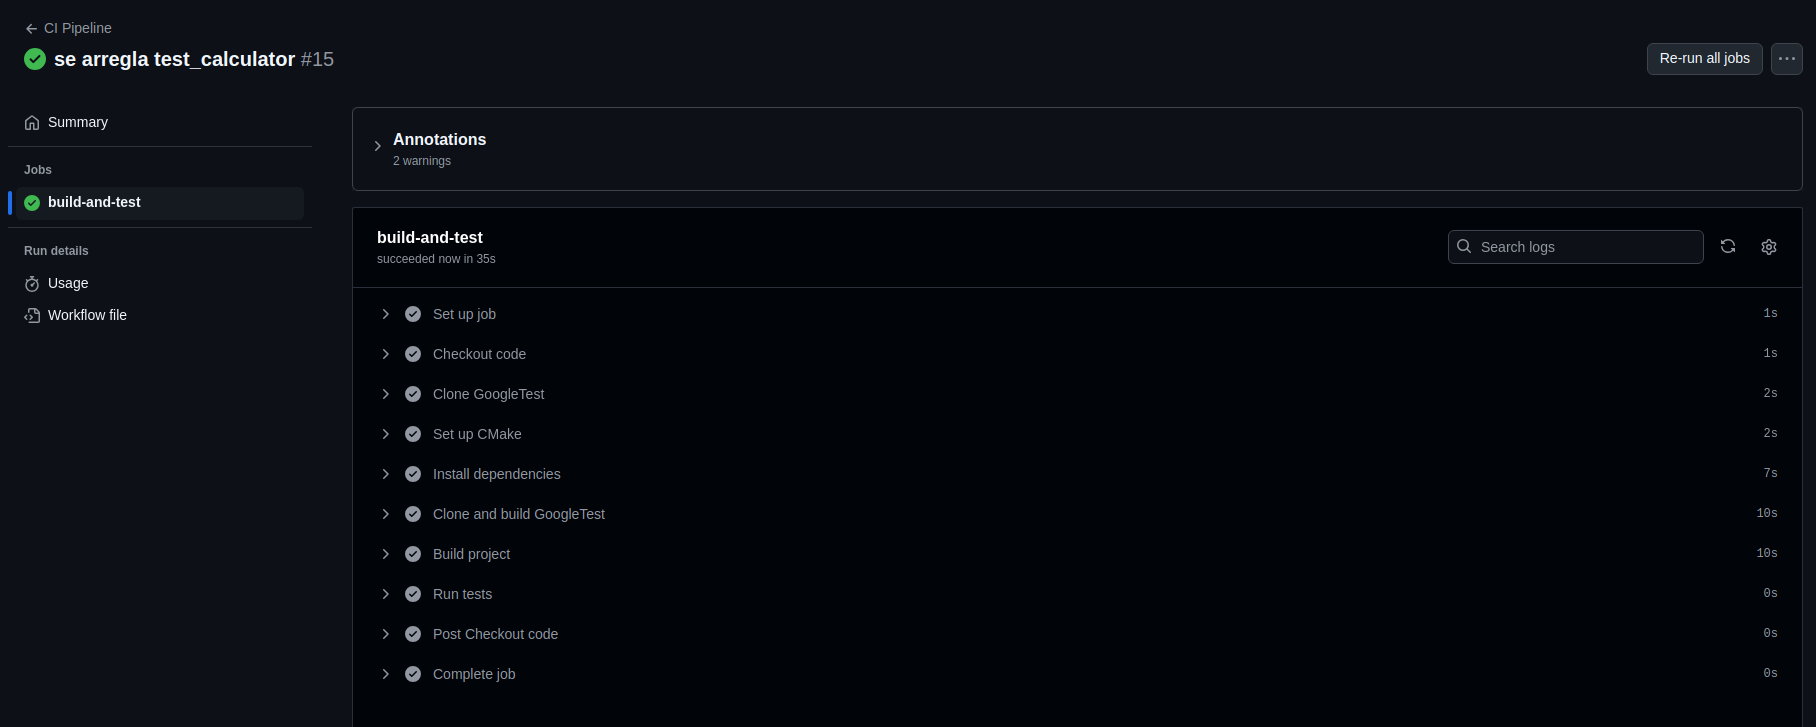 CI Pipeline
se arregla test_calculator #15
Re-run all jobs
Summary
Jobs
build-and-test
Run details
Usage
Workflow file
Annotations
2 warnings
build-and-test
succeeded now in 35s
Search logs
Set up job 1s
Checkout code 1s
Clone GoogleTest 2s
Set up CMake 2s
Install dependencies 7s
Clone and build GoogleTest 10s
Build project 10s
Run tests 0s
Post Checkout code 0s
Complete job 0s